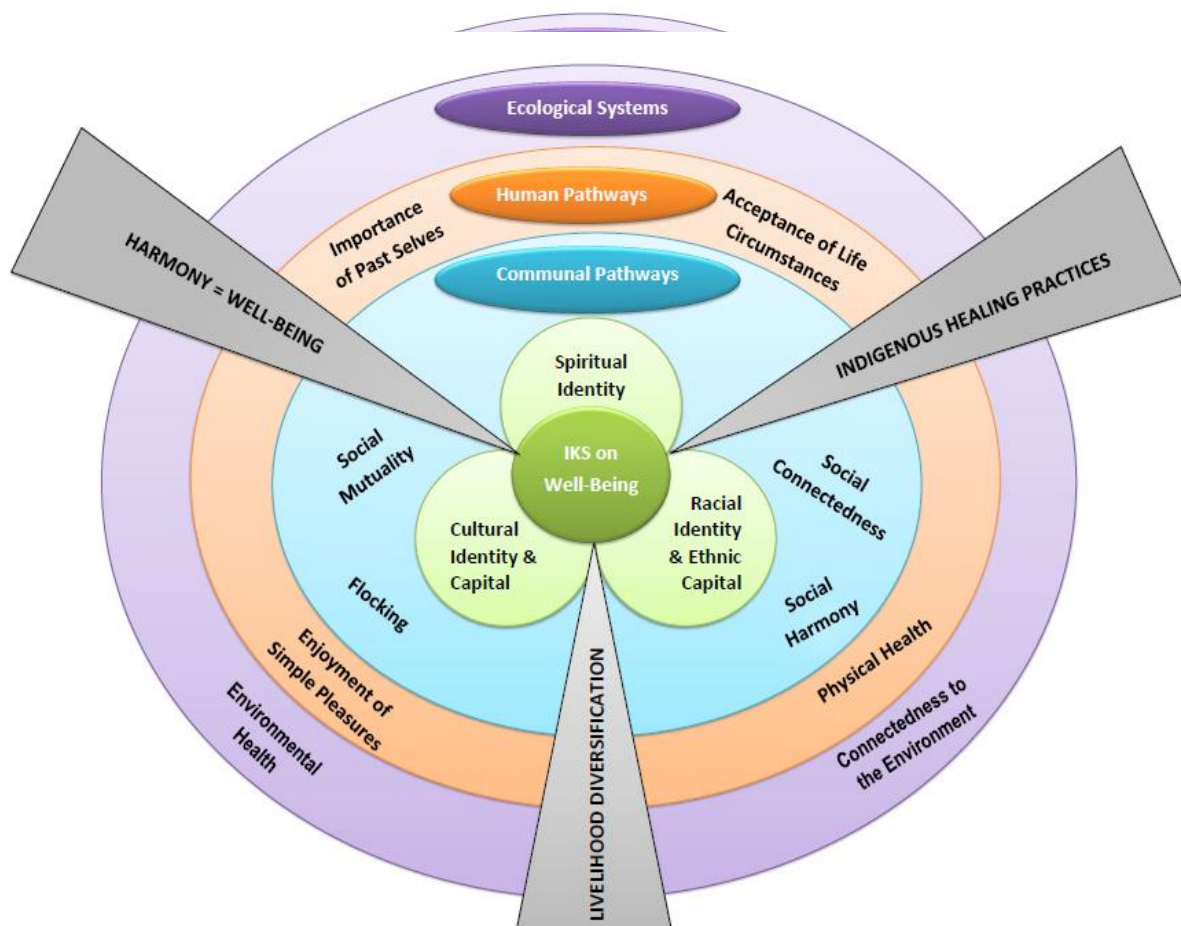 Ecological Systems
Human Pathways
Importance
of Past Selves
Acceptance of Life
Circumstances
Communal Pathways
HARMONY = WELL-BEING
INDIGENOUS HEALING PRACTICES
Spiritual
Identity
IKS on
Well-Being
Social
Mutuality
Social
Connectedness
Cultural
Identity &
Capital
Racial
Identity
& Ethnic
Capital
Flocking
Social
Harmony
Enjoyment of
Simple Pleasures
Physical Health
Environmental
Health
Connectedness to
the Environment
LIVELIHOOD DIVERSIFICATION